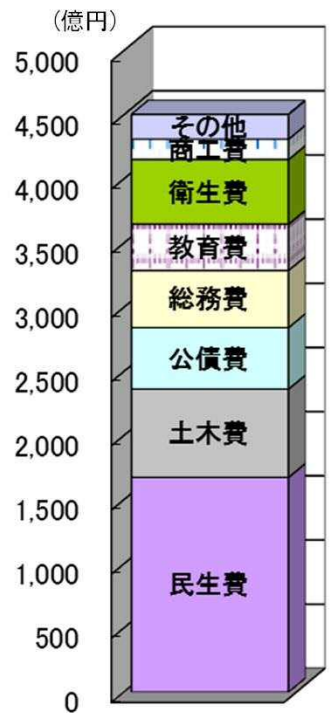 （億円）
5,000
4,500
4,000
3,500
3,000
2,500
2,000
1,500
1,000
500
0
その他
商工費
衛生費
教育費
総務費
公債費
土木費
民生費